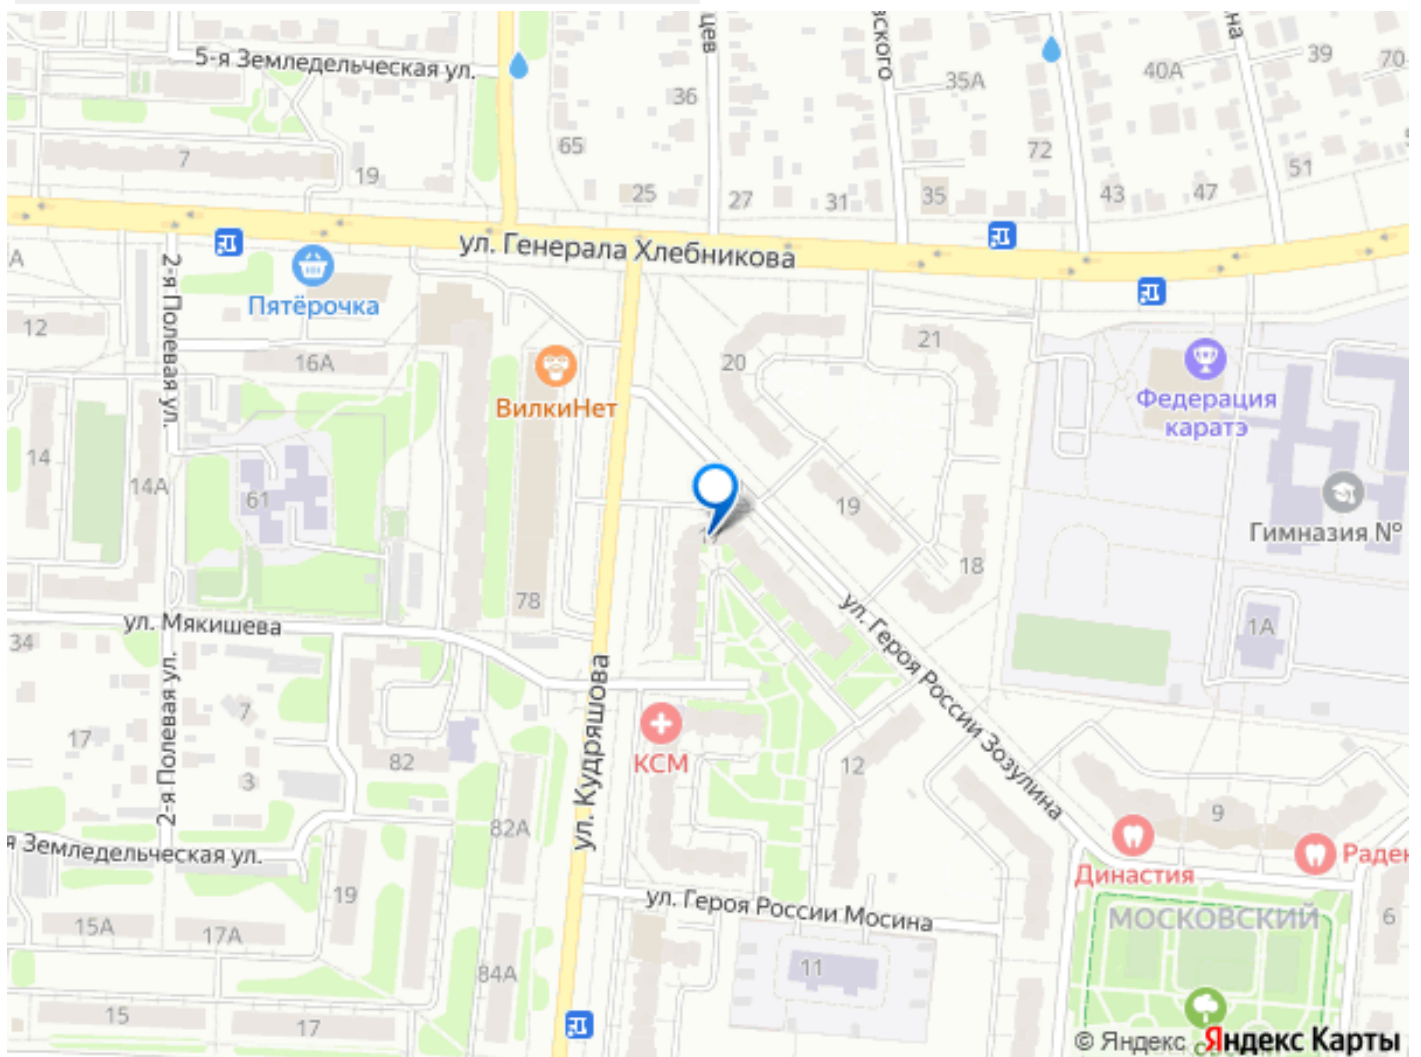 цев
вского
на
5-я Земледельческая ул.
39
70
40А
35А
36
65
72
7
19
25
27
31
35
43
47
51
ул. Генерала Хлебникова
А
2-я Полевая ул.
Пятёрочка
12
16А
20
21
ВилкиНет
Федерация
каратэ
14
14А
61
19
Гимназия №
18
78
ул. Мякишева
34
ул. Героя России Зозулина
1А
2-я Полевая ул.
ул. Кудряшова
7
17
82
3
КСМ
12
9
82А
я Земледельческая ул.
Династия
Раден
19
ул. Героя России Мосина
МОСКОВСКИЙ
15А
17А
6
84А
11
15
17
© Яндекс Яндекс Карты